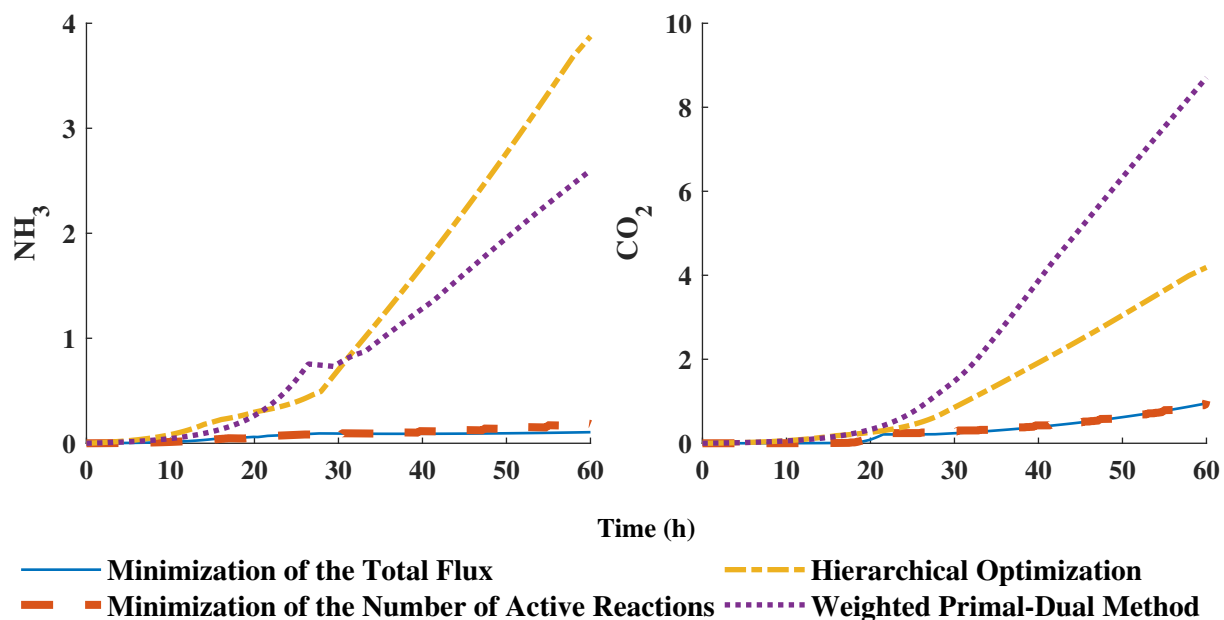 4
3
2
1
0
NH3
0 10 20 30 40 50 60
10
8
6
4
2
0
CO2
0 10 20 30 40 50 60
Time (h)
Minimization of the Total Flux
Hierarchical Optimization
Minimization of the Number of Active Reactions
Weighted Primal-Dual Method